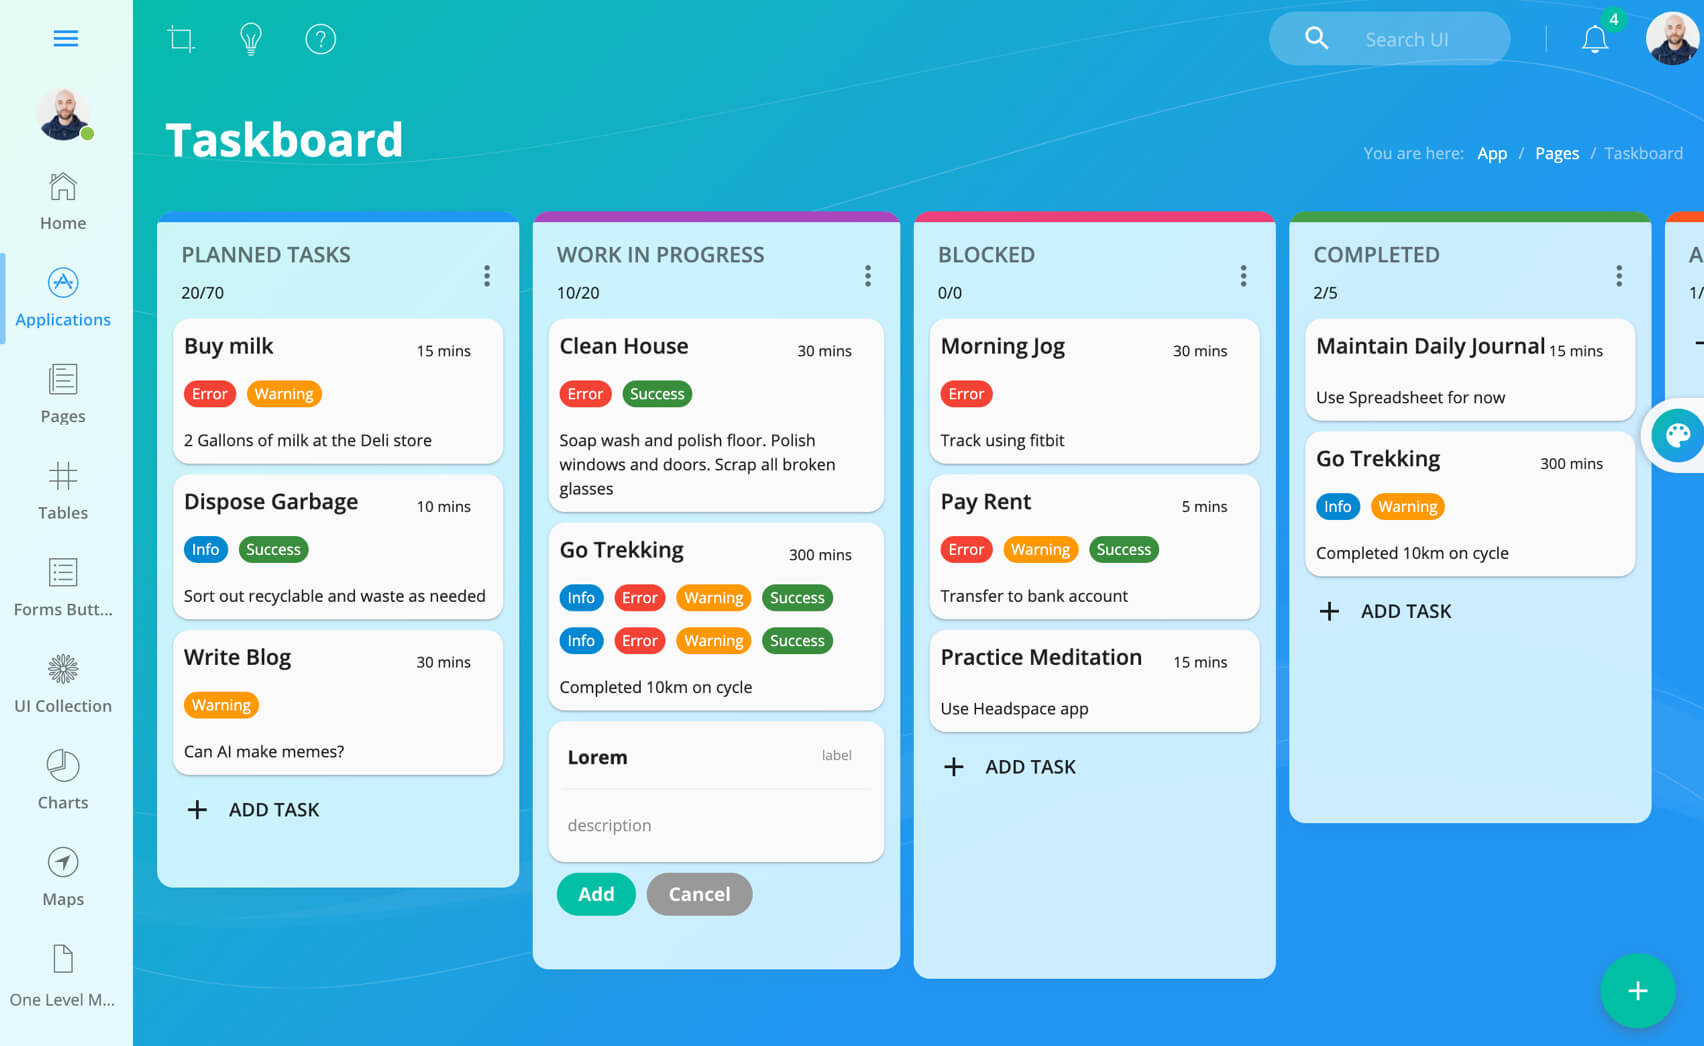 Search UI
4
Taskboard
You are here: App / Pages / Taskboard
Home
Applications
Pages
Tables
Forms Butt...
UI Collection
Charts
Maps
One Level M...
PLANNED TASKS
20/70
Buy milk 15 mins
Error Warning
2 Gallons of milk at the Deli store
Dispose Garbage 10 mins
Info Success
Sort out recyclable and waste as needed
Write Blog 30 mins
Warning
Can AI make memes?
+ ADD TASK
WORK IN PROGRESS
10/20
Clean House 30 mins
Error Success
Soap wash and polish floor. Polish
windows and doors. Scrap all broken
glasses
Go Trekking 300 mins
Info Error Warning Success
Info Error Warning Success
Completed 10km on cycle
Lorem label
description
Add Cancel
BLOCKED
0/0
Morning Jog 30 mins
Error
Track using fitbit
Pay Rent 5 mins
Error Warning Success
Transfer to bank account
Practice Meditation 15 mins
Use Headspace app
+ ADD TASK
COMPLETED
2/5
Maintain Daily Journal 15 mins
Use Spreadsheet for now
Go Trekking 300 mins
Info Warning
Completed 10km on cycle
+ ADD TASK
A
1/